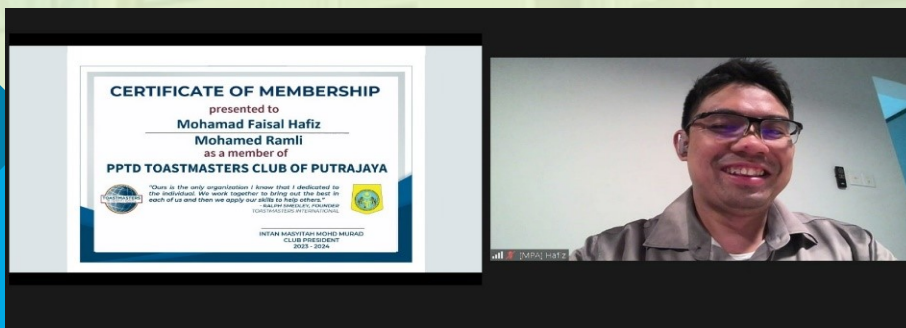 CERTIFICATE OF MEMBERSHIP
presented to
Mohamad Faisal Hafiz
Mohamed Ramli
as a member of
PPTD TOASTMASTERS CLUB OF PUTRAJAYA
TOASTMASTERS
"Ours is the only organization I know that I dedicated to
the individual. We work together to bring out the best in
each of us and then we apply our skills to help others."
- RALPH SMEDLEY, FOUNDER
TOASTMASTERS INTERNATIONAL
INTAN MASYITAH MOHD MURAD
CLUB PRESIDENT
2023 - 2024
[MPA] Hafiz